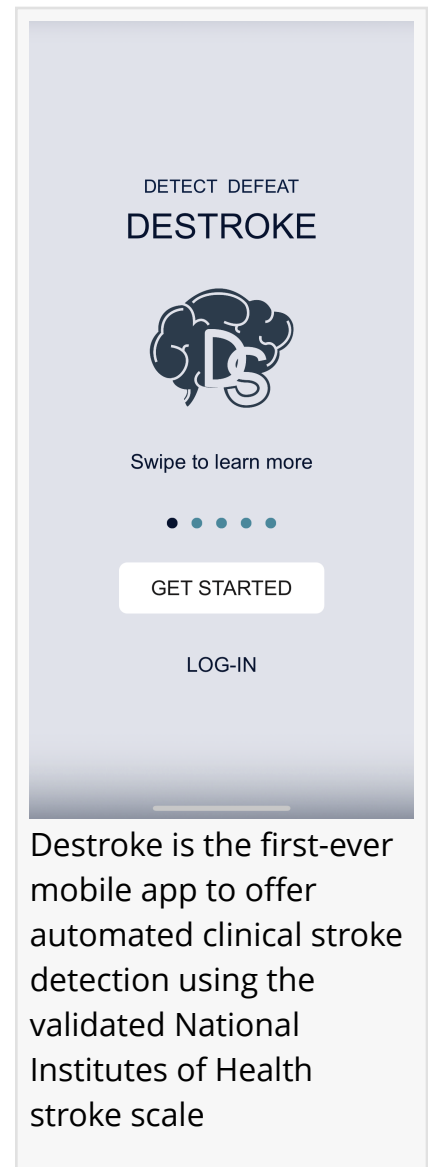 DETECT DEFEAT
DESTROKE
DS
Swipe to learn more
GET STARTED
LOG-IN
Destroke is the first-ever
mobile app to offer
automated clinical stroke
detection using the
validated National
Institutes of Health
stroke scale